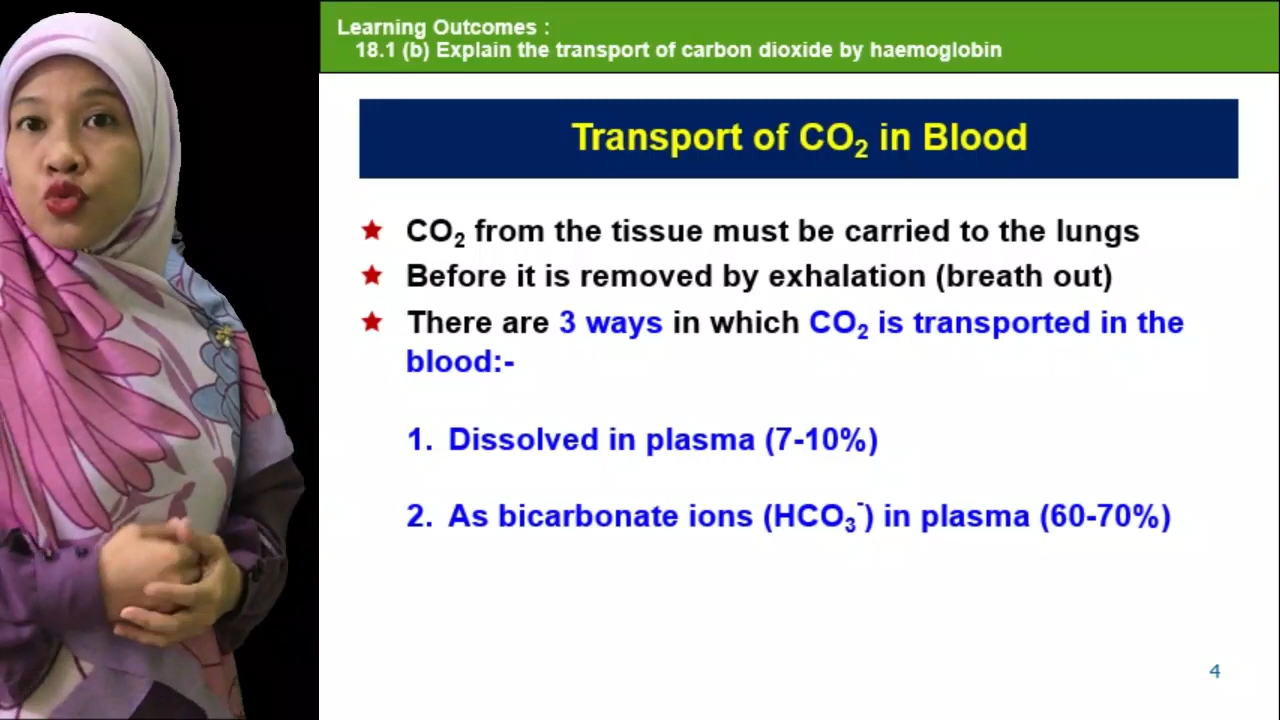 Learning Outcomes :
18.1 (b) Explain the transport of carbon dioxide by haemoglobin
Transport of CO₂ in Blood
★ CO₂ from the tissue must be carried to the lungs
★ Before it is removed by exhalation (breath out)
★ There are 3 ways in which CO₂ is transported in the
blood:-
1. Dissolved in plasma (7-10%)
2. As bicarbonate ions (HCO₃⁻) in plasma (60-70%)
4